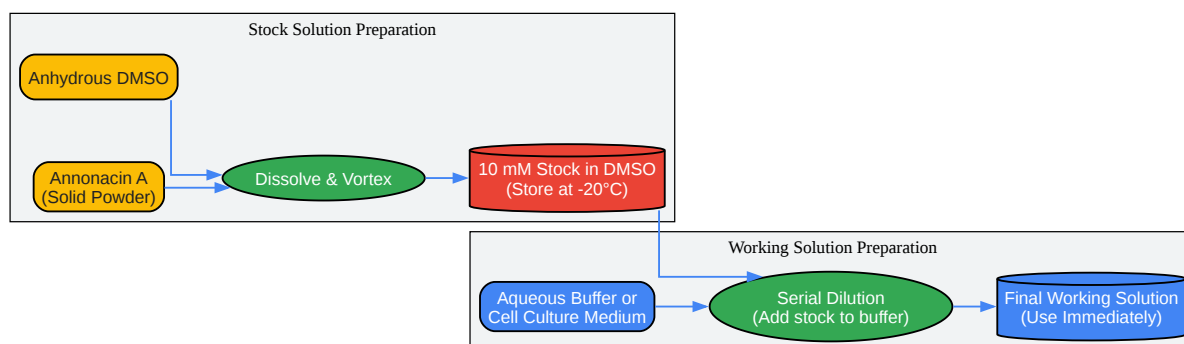 Stock Solution Preparation
Anhydrous DMSO
Annonacin A
(Solid Powder)
Dissolve & Vortex
10 mM Stock in DMSO
(Store at -20°C)
Working Solution Preparation
Aqueous Buffer or
Cell Culture Medium
Serial Dilution
(Add stock to buffer)
Final Working Solution
(Use Immediately)